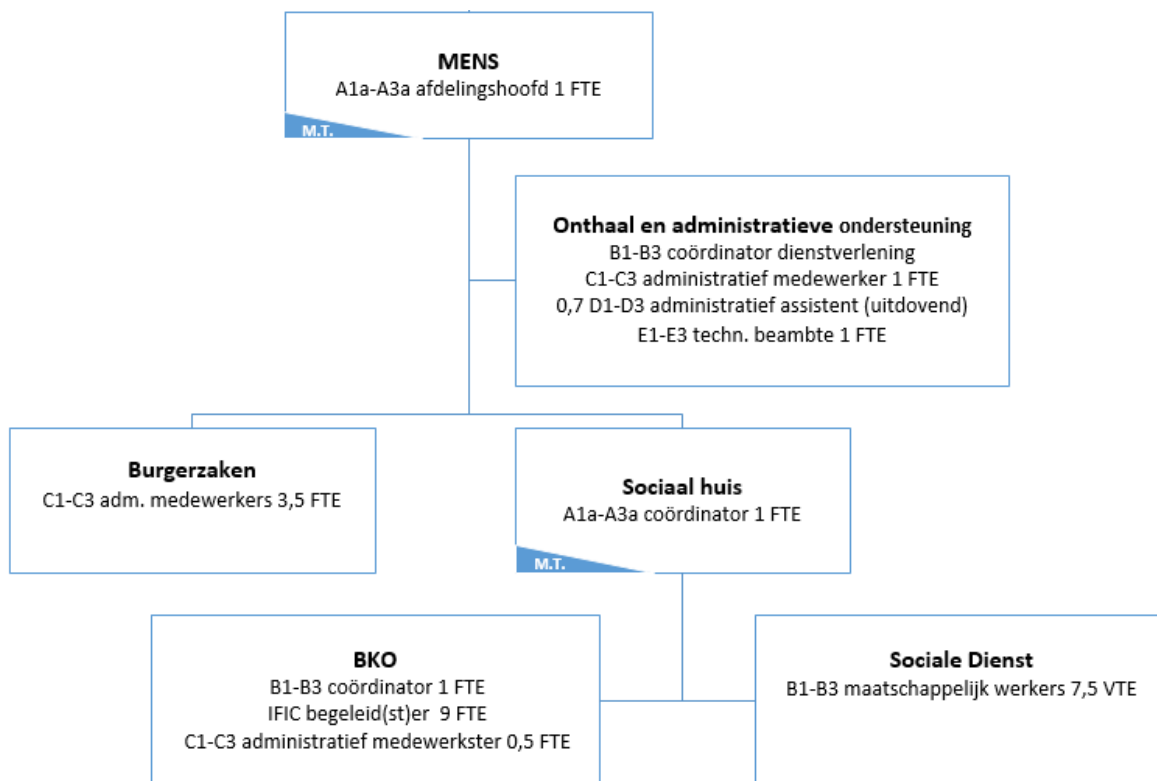 MENS
A1a-A3a afdelingshoofd 1 FTE
M.T.
Onthaal en administratieve ondersteuning
B1-B3 coördinator dienstverlening
C1-C3 administratief medewerker 1 FTE
0,7 D1-D3 administratief assistent (uitdovend)
E1-E3 techn. beambte 1 FTE
Burgerzaken
C1-C3 adm. medewerkers 3,5 FTE
Sociaal huis
A1a-A3a coördinator 1 FTE
M.T.
BKO
B1-B3 coördinator 1 FTE
IFIC begeleid(st)er 9 FTE
C1-C3 administratief medewerkster 0,5 FTE
Sociale Dienst
B1-B3 maatschappelijk werkers 7,5 VTE